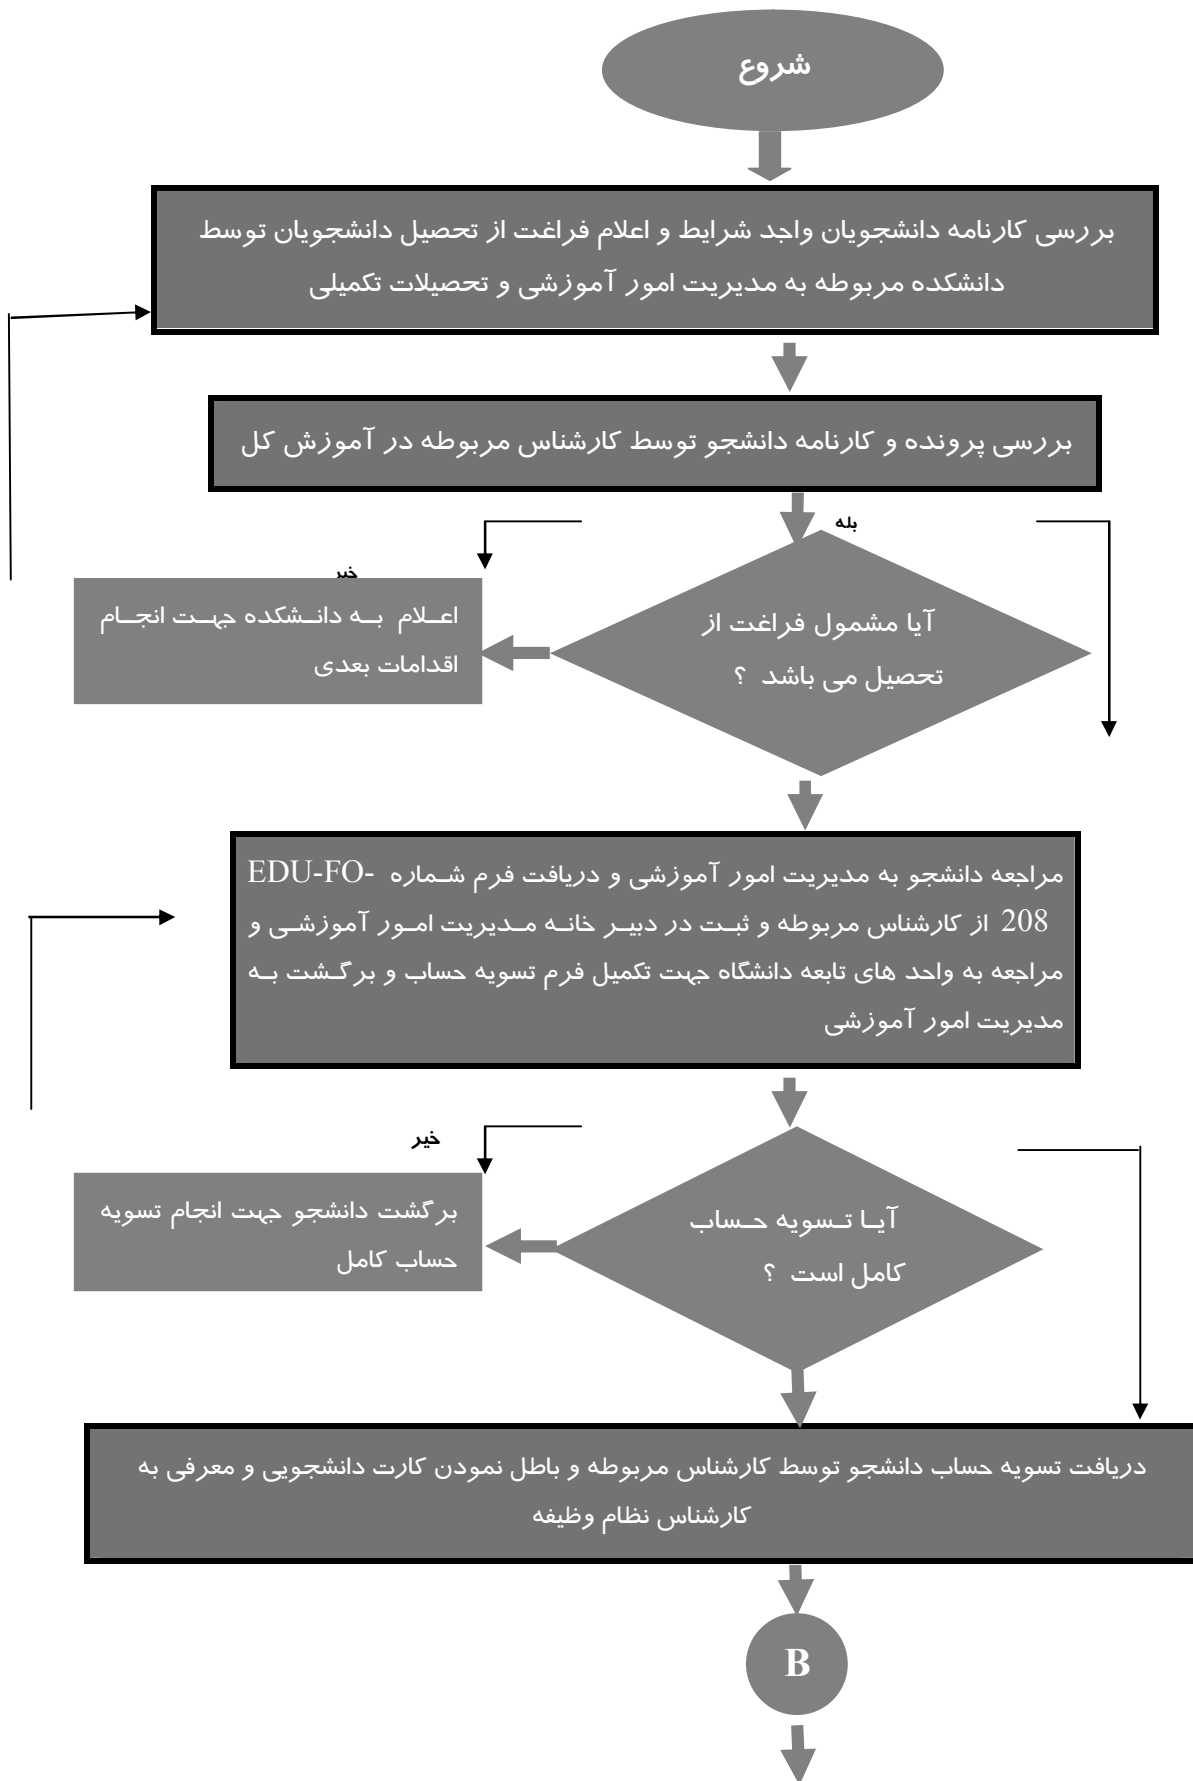 شروع
بررسی کارنامه دانشجویان واجد شرایط و اعلام فراغت از تحصیل دانشجویان توسط
دانشکده مربوطه به مدیریت امور آموزشی و تحصیلات تکمیلی
بررسی پرونده و کارنامه دانشجو توسط کارشناس مربوطه در آموزش کل
بله
خیر
آیا مشمول فراغت از
تحصیل می باشد ؟
اعلام به دانشکده جهت انجام
اقدامات بعدی
مراجعه دانشجو به مدیریت امور آموزشی و دریافت فرم شماره EDU-FO-
208 از کارشناس مربوطه و ثبت در دبیر خانه مدیریت امور آموزشی و
مراجعه به واحد های تابعه دانشگاه جهت تکمیل فرم تسویه حساب و برگشت به
مدیریت امور آموزشی
خیر
آیا تسویه حساب
کامل است ؟
برگشت دانشجو جهت انجام تسویه
حساب کامل
دریافت تسویه حساب دانشجو توسط کارشناس مربوطه و باطل نمودن کارت دانشجویی و معرفی به
کارشناس نظام وظیفه
B